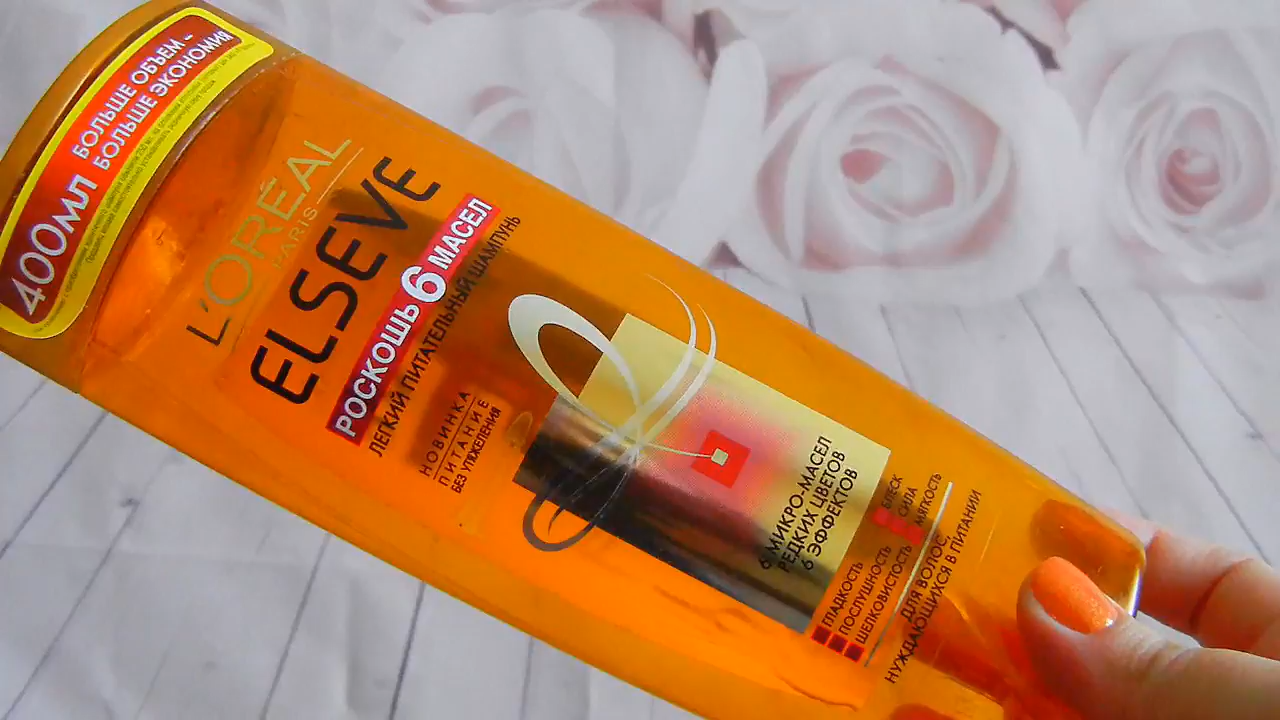 400МЛ
БОЛЬШЕ ОБЪЕМ -
БОЛЬШЕ ЭКОНОМИЯ
L'ORÉAL
PARIS
ELSEVE
РОСКОШЬ 6 МАСЕЛ
ЛЕГКИЙ ПИТАТЕЛЬНЫЙ ШАМПУНЬ
НОВИНКА
ПИТАНИЕ
БЕЗ УТЯЖЕЛЕНИЯ
6 МИКРО-МАСЕЛ
РЕДКИХ ЦВЕТОВ
6 ЭФФЕКТОВ
ГЛАДКОСТЬ
ПОСЛУШНОСТЬ
ШЕЛКОВИСТОСТЬ
БЛЕСК
СИЛА
МЯГКОСТЬ
ДЛЯ ВОЛОС,
НУЖДАЮЩИХСЯ В ПИТАНИИ